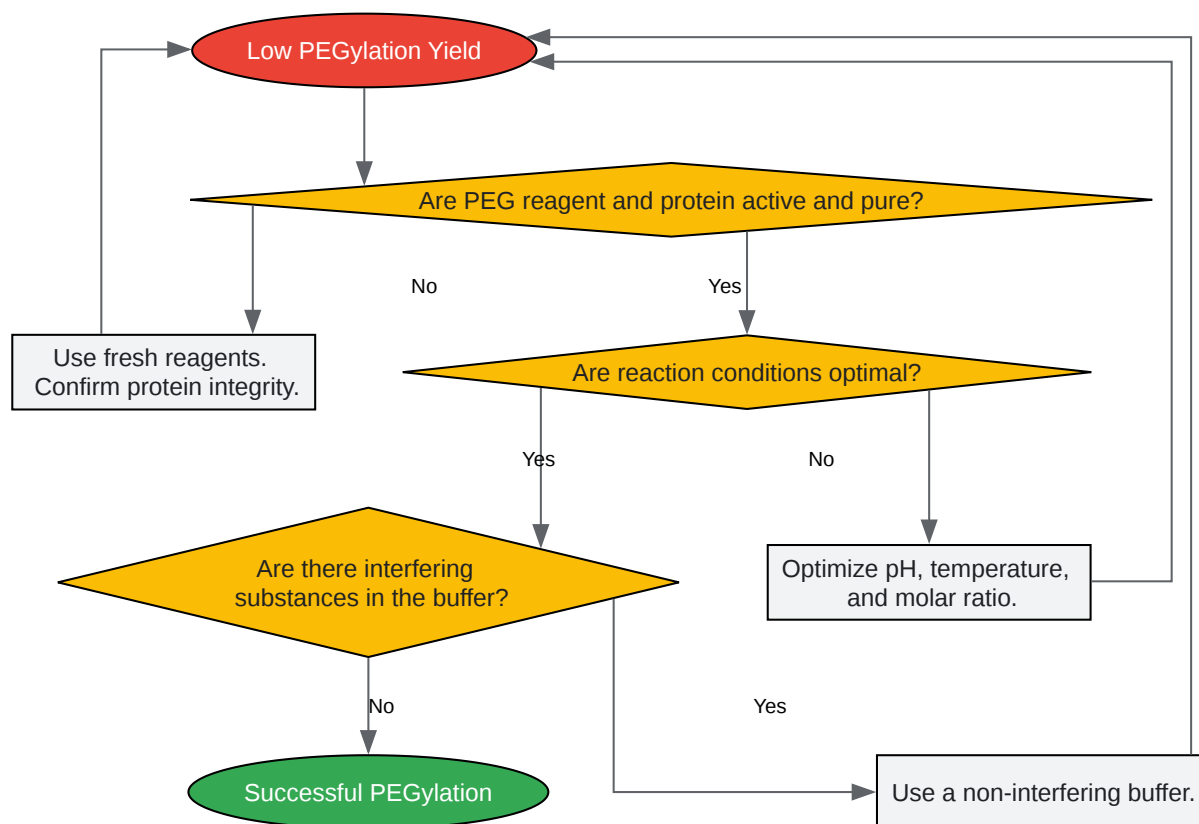 Low PEGylation Yield
Are PEG reagent and protein active and pure?
No
Yes
Use fresh reagents.
Confirm protein integrity.
Are reaction conditions optimal?
Yes
No
Are there interfering
substances in the buffer?
Optimize pH, temperature,
and molar ratio.
No
Yes
Successful PEGylation
Use a non-interfering buffer.